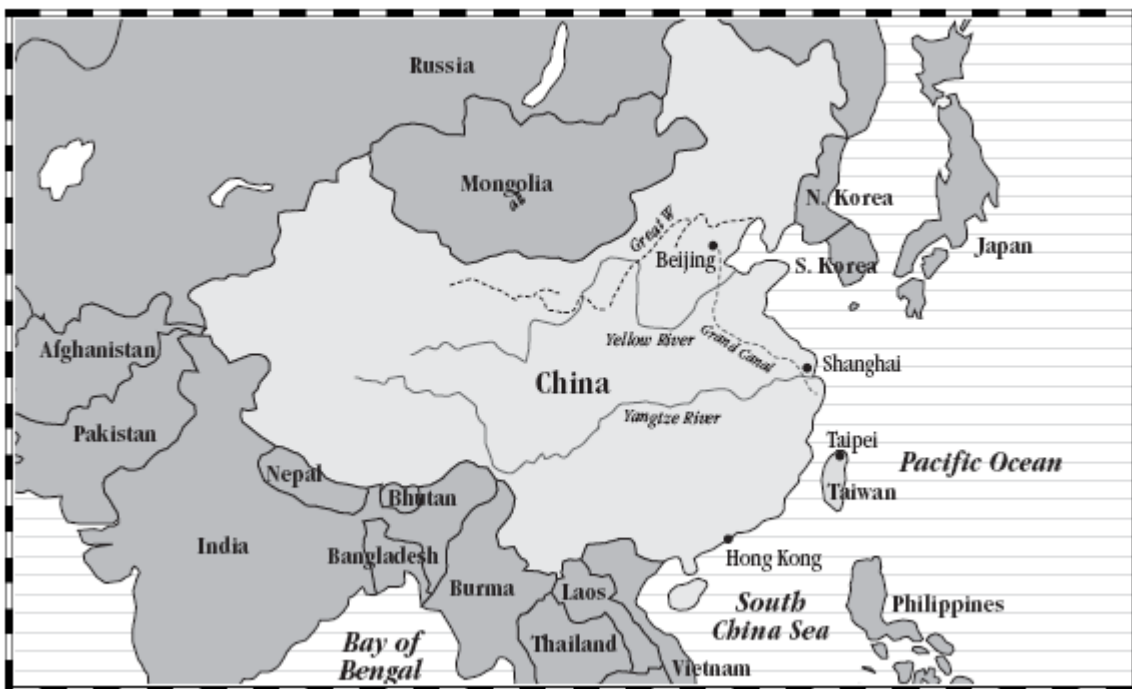 Russia
Mongolia
all
Great W
N. Korea
Beijing
S. Korea
Japan
Afghanistan
Yellow River
Grand Canal
Shanghai
China
Pakistan
Yangtze River
Taipei
Pacific Ocean
Nepal
Bhutan
Taiwan
India
Bangladesh
Hong Kong
Burma
Laos
South
China Sea
Philippines
Bay of
Bengal
Thailand
Vietnam